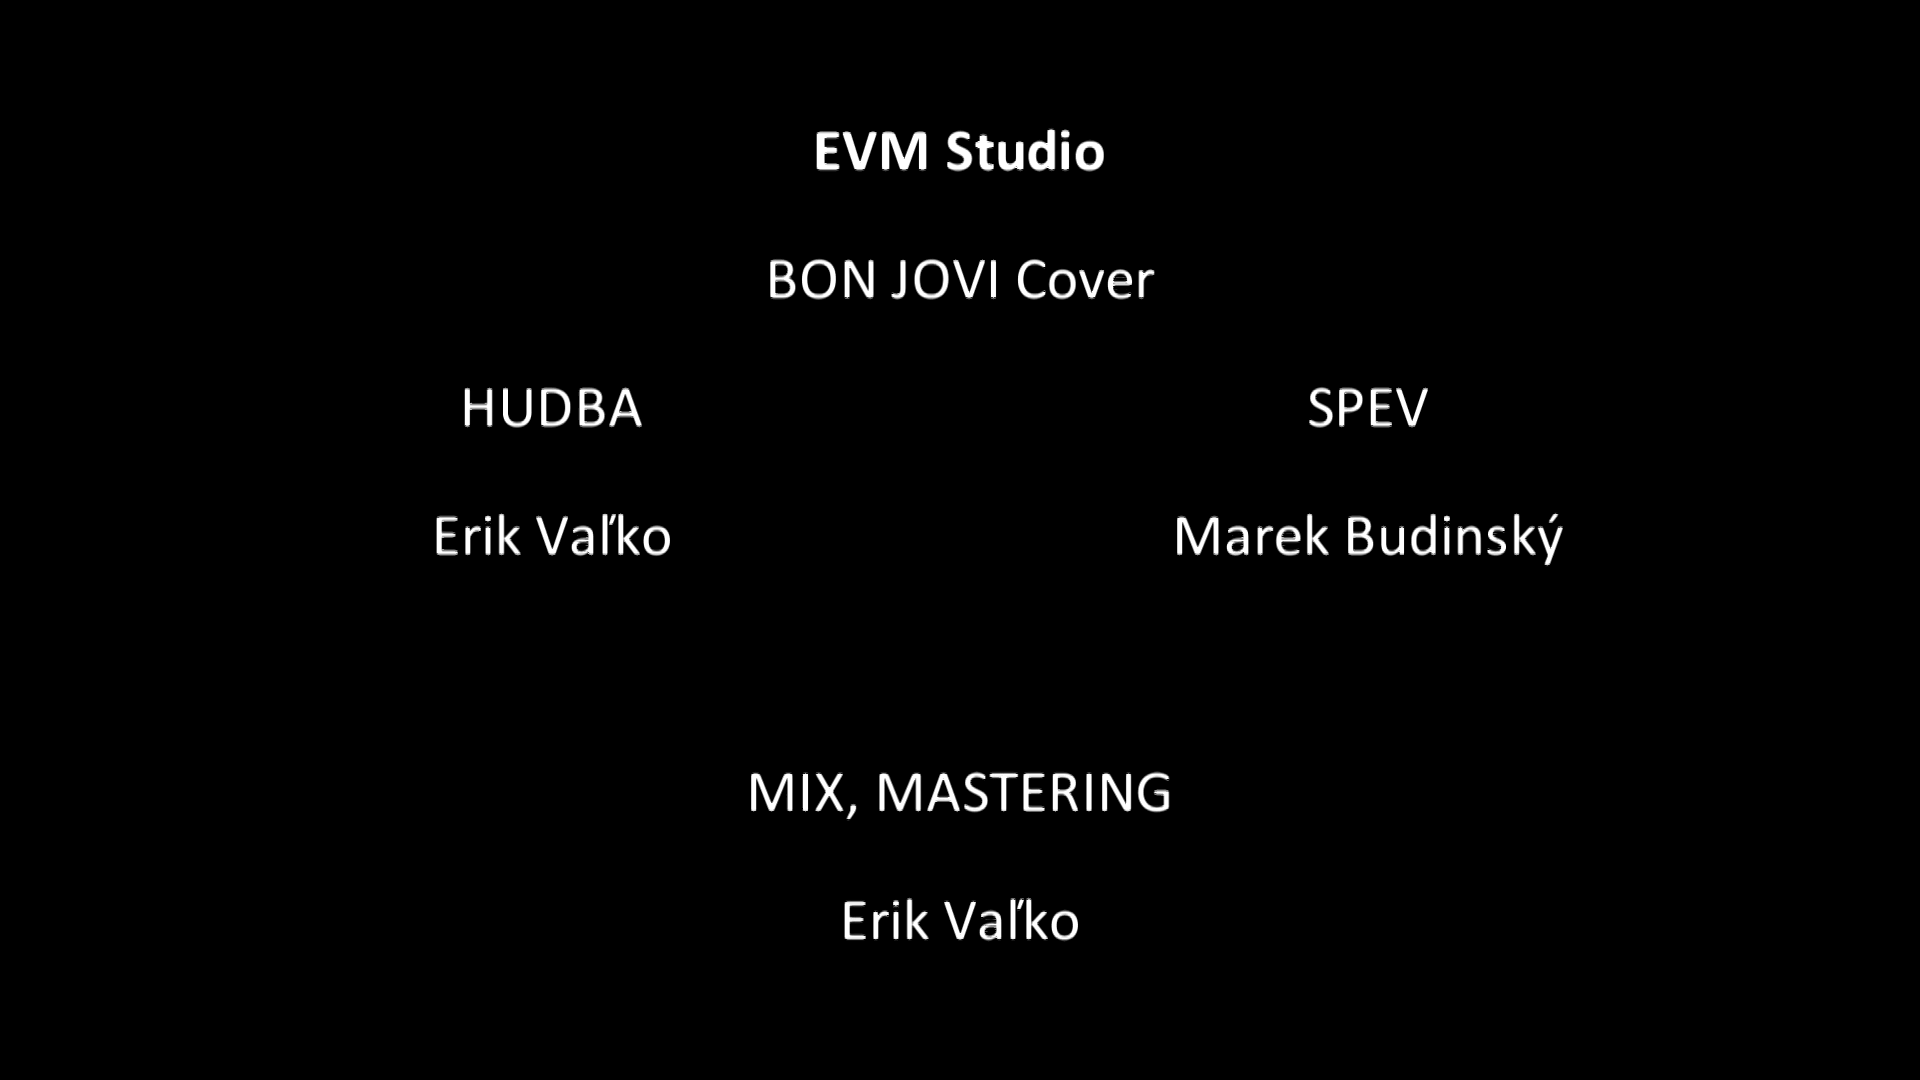 EVM Studio
BON JOVI Cover
HUDBA SPEV
Erik Vaľko Marek Budinský
MIX, MASTERING
Erik Vaľko